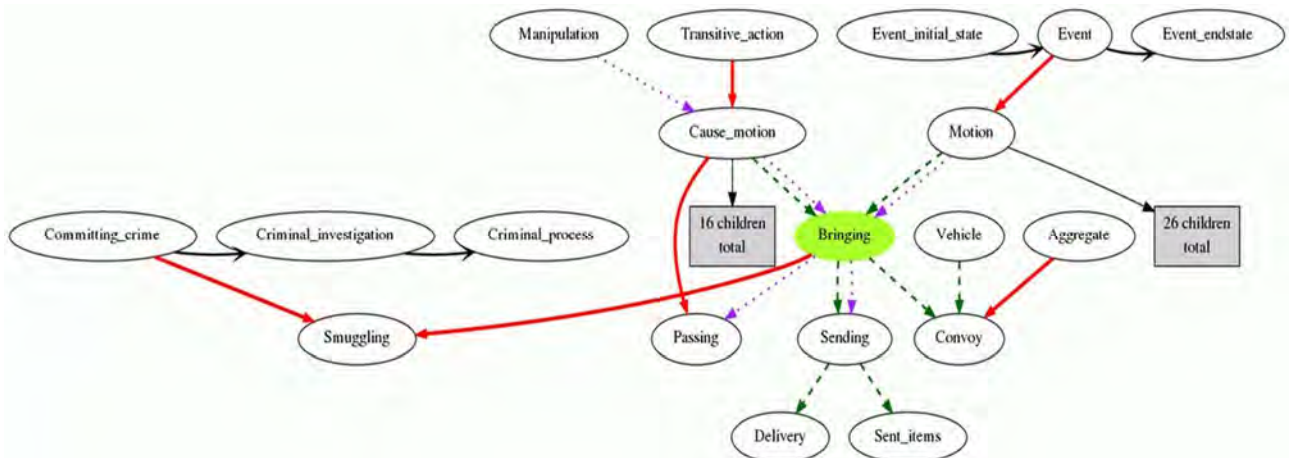 Manipulation
Transitive_action
Event_initial_state
Event
Event_endstate
Cause_motion
Motion
Committing_crime
Criminal_investigation
Criminal_process
16 children
total
Bringing
Vehicle
Aggregate
26 children
total
Smuggling
Passing
Sending
Convoy
Delivery
Sent_items